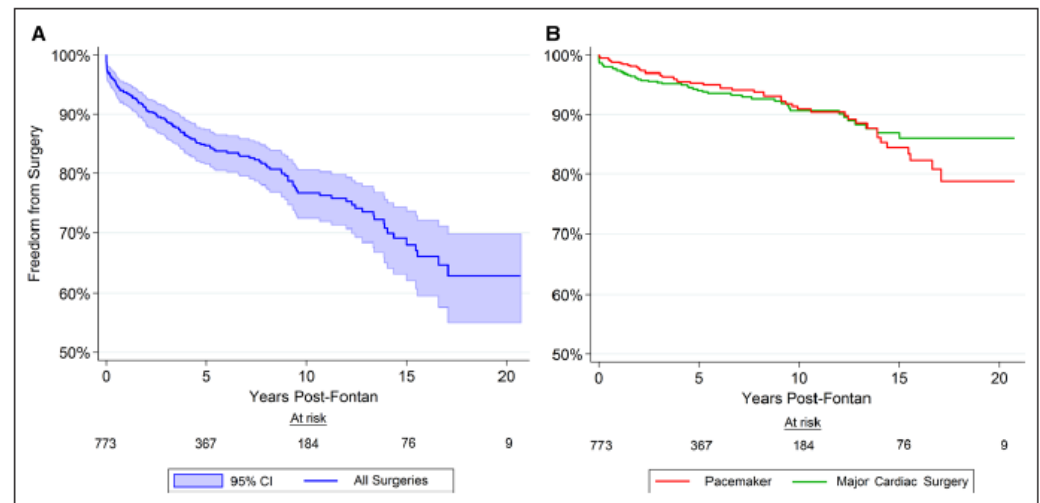 A
100%
90%
80%
70%
60%
50%
Freedom from Surgery
0 5 10 15 20
Years Post-Fontan
At risk
773 367 184 76 9
95% CI All Surgeries
B
100%
90%
80%
70%
60%
50%
0 5 10 15 20
Years Post-Fontan
At risk
773 367 184 76 9
Pacemaker Major Cardiac Surgery